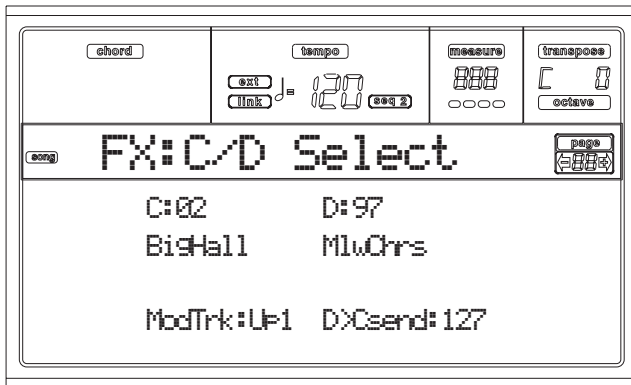 chord tempo measure transpose
ext 888 C 0
link ♩= 120 seq 2 octave
song FX:C/D Select page
88
C:02 D:97
BigHall MlwChrs
ModTrk:Up1 D>Csend:127